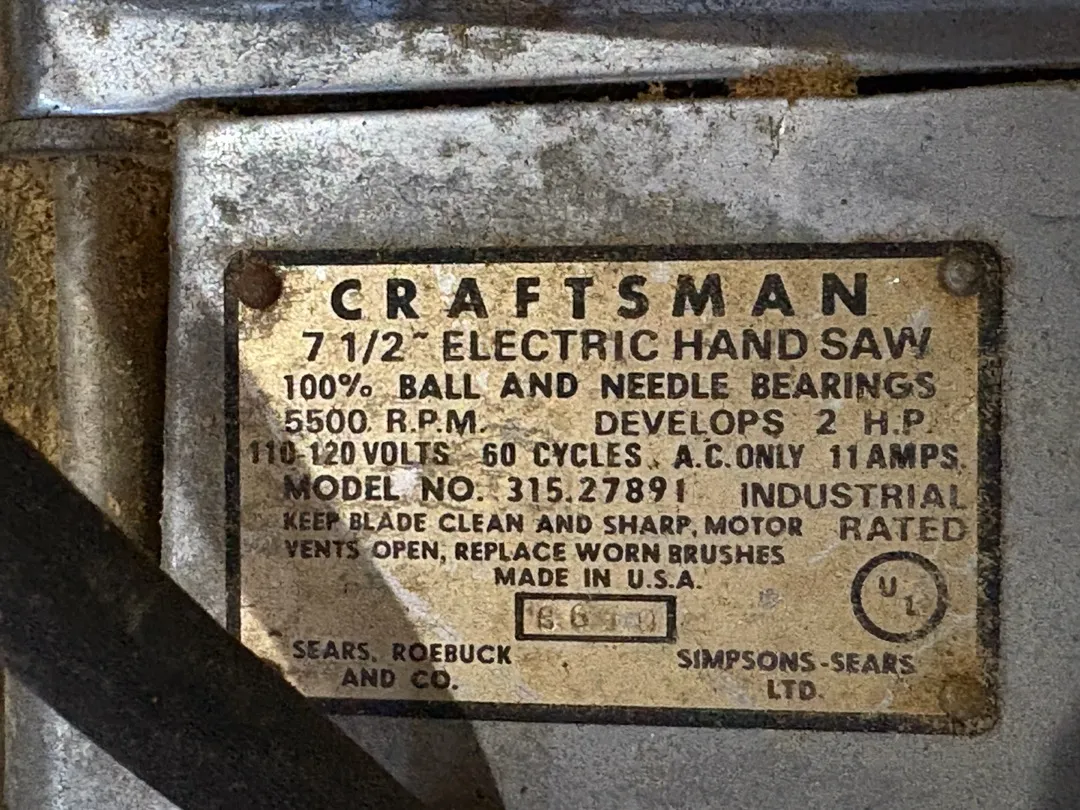 CRAFTSMAN
7 1/2" ELECTRIC HAND SAW
100% BALL AND NEEDLE BEARINGS
5500 R.P.M. DEVELOPS 2 H.P.
110-120 VOLTS 60 CYCLES. A.C. ONLY 11 AMPS.
MODEL NO. 315.27891 INDUSTRIAL
KEEP BLADE CLEAN AND SHARP, MOTOR RATED
VENTS OPEN, REPLACE WORN BRUSHES
MADE IN U.S.A.
UL
SEARS, ROEBUCK SIMPSONS-SEARS
AND CO. LTD.